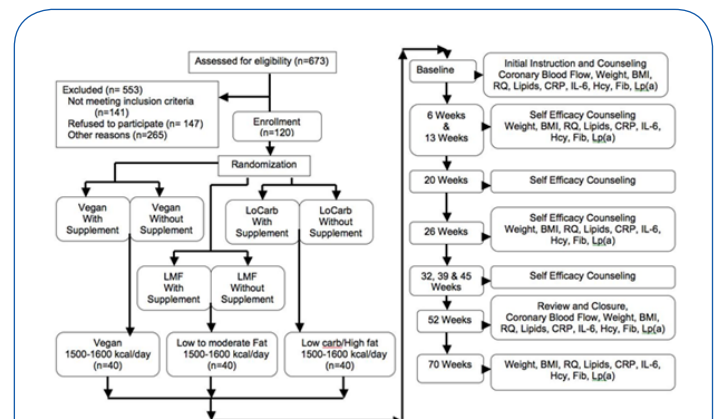 Assessed for eligibility (n=673)
Excluded (n= 553)
Not meeting inclusion criteria
(n=141)
Refused to participate (n= 147)
Other reasons (n=265)
Enrollment
(n=120)
Randomization
Vegan
With
Supplement
Vegan
Without
Supplement
LoCarb
With
Supplement
LoCarb
Without
Supplement
LMF
With
Supplement
LMF
Without
Supplement
Vegan
1500-1600 kcal/day
(n=40)
Low to moderate Fat
1500-1600 kcal/day
(n=40)
Low carb/High fat
1500-1600 kcal/day
(n=40)
Baseline
Initial Instruction and Counseling
Coronary Blood Flow, Weight, BMI,
RQ, Lipids, CRP, IL-6, Hcy, Fib, Lp(a)
6 Weeks
&
13 Weeks
Self Efficacy Counseling
Weight, BMI, RQ, Lipids, CRP, IL-6,
Hcy, Fib, Lp(a)
20 Weeks
Self Efficacy Counseling
26 Weeks
Self Efficacy Counseling
Weight, BMI, RQ, Lipids, CRP, IL-6,
Hcy, Fib, Lp(a)
32, 39 & 45
Weeks
Self Efficacy Counseling
52 Weeks
Review and Closure,
Coronary Blood Flow, Weight, BMI,
RQ, Lipids, CRP, IL-6, Hcy, Fib, Lp(a)
70 Weeks
Weight, BMI, RQ, Lipids, CRP, IL-6,
Hcy, Fib, Lp(a)